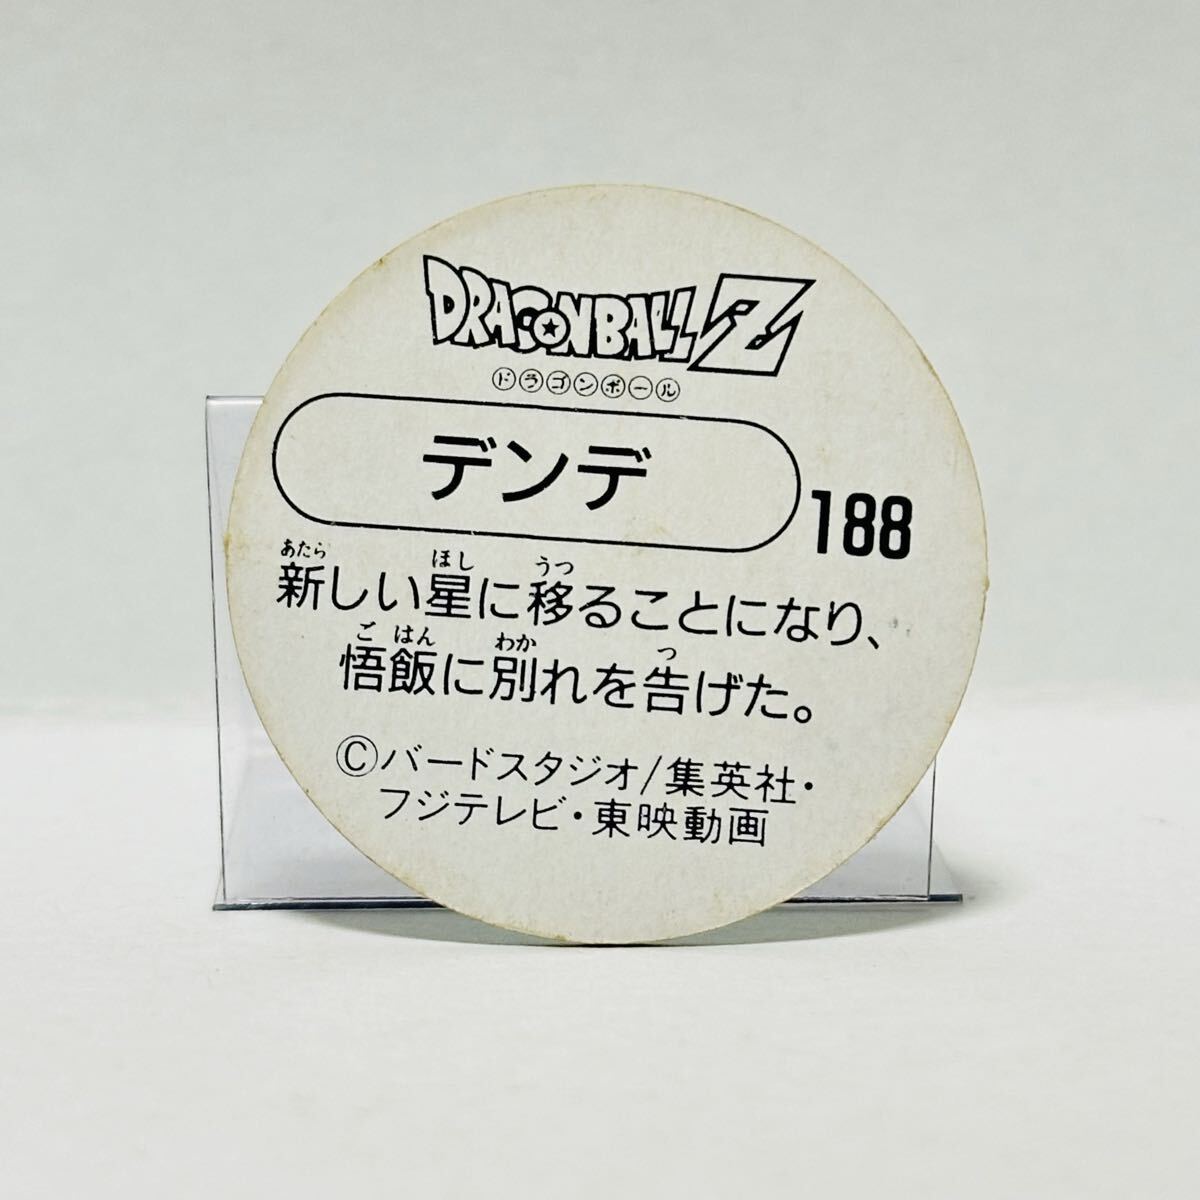 DRAGONBALL Z
ドラゴンボール
デンデ
188
あたら ほし うつ
新しい星に移ることになり、
ご はん わか つ
悟飯に別れを告げた。
©バードスタジオ/集英社・
フジテレビ・東映動画